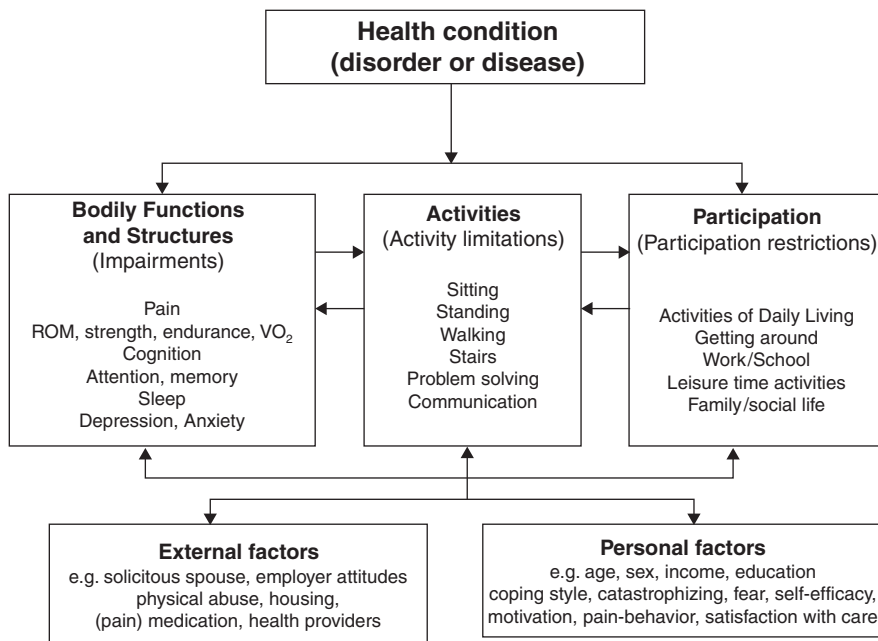 Health condition
(disorder or disease)
Bodily Functions
and Structures
(Impairments)
Pain
ROM, strength, endurance, VO₂
Cognition
Attention, memory
Sleep
Depression, Anxiety
Activities
(Activity limitations)
Sitting
Standing
Walking
Stairs
Problem solving
Communication
Participation
(Participation restrictions)
Activities of Daily Living
Getting around
Work/School
Leisure time activities
Family/social life
External factors
e.g. solicitous spouse, employer attitudes
physical abuse, housing,
(pain) medication, health providers
Personal factors
e.g. age, sex, income, education
coping style, catastrophizing, fear, self-efficacy,
motivation, pain-behavior, satisfaction with care